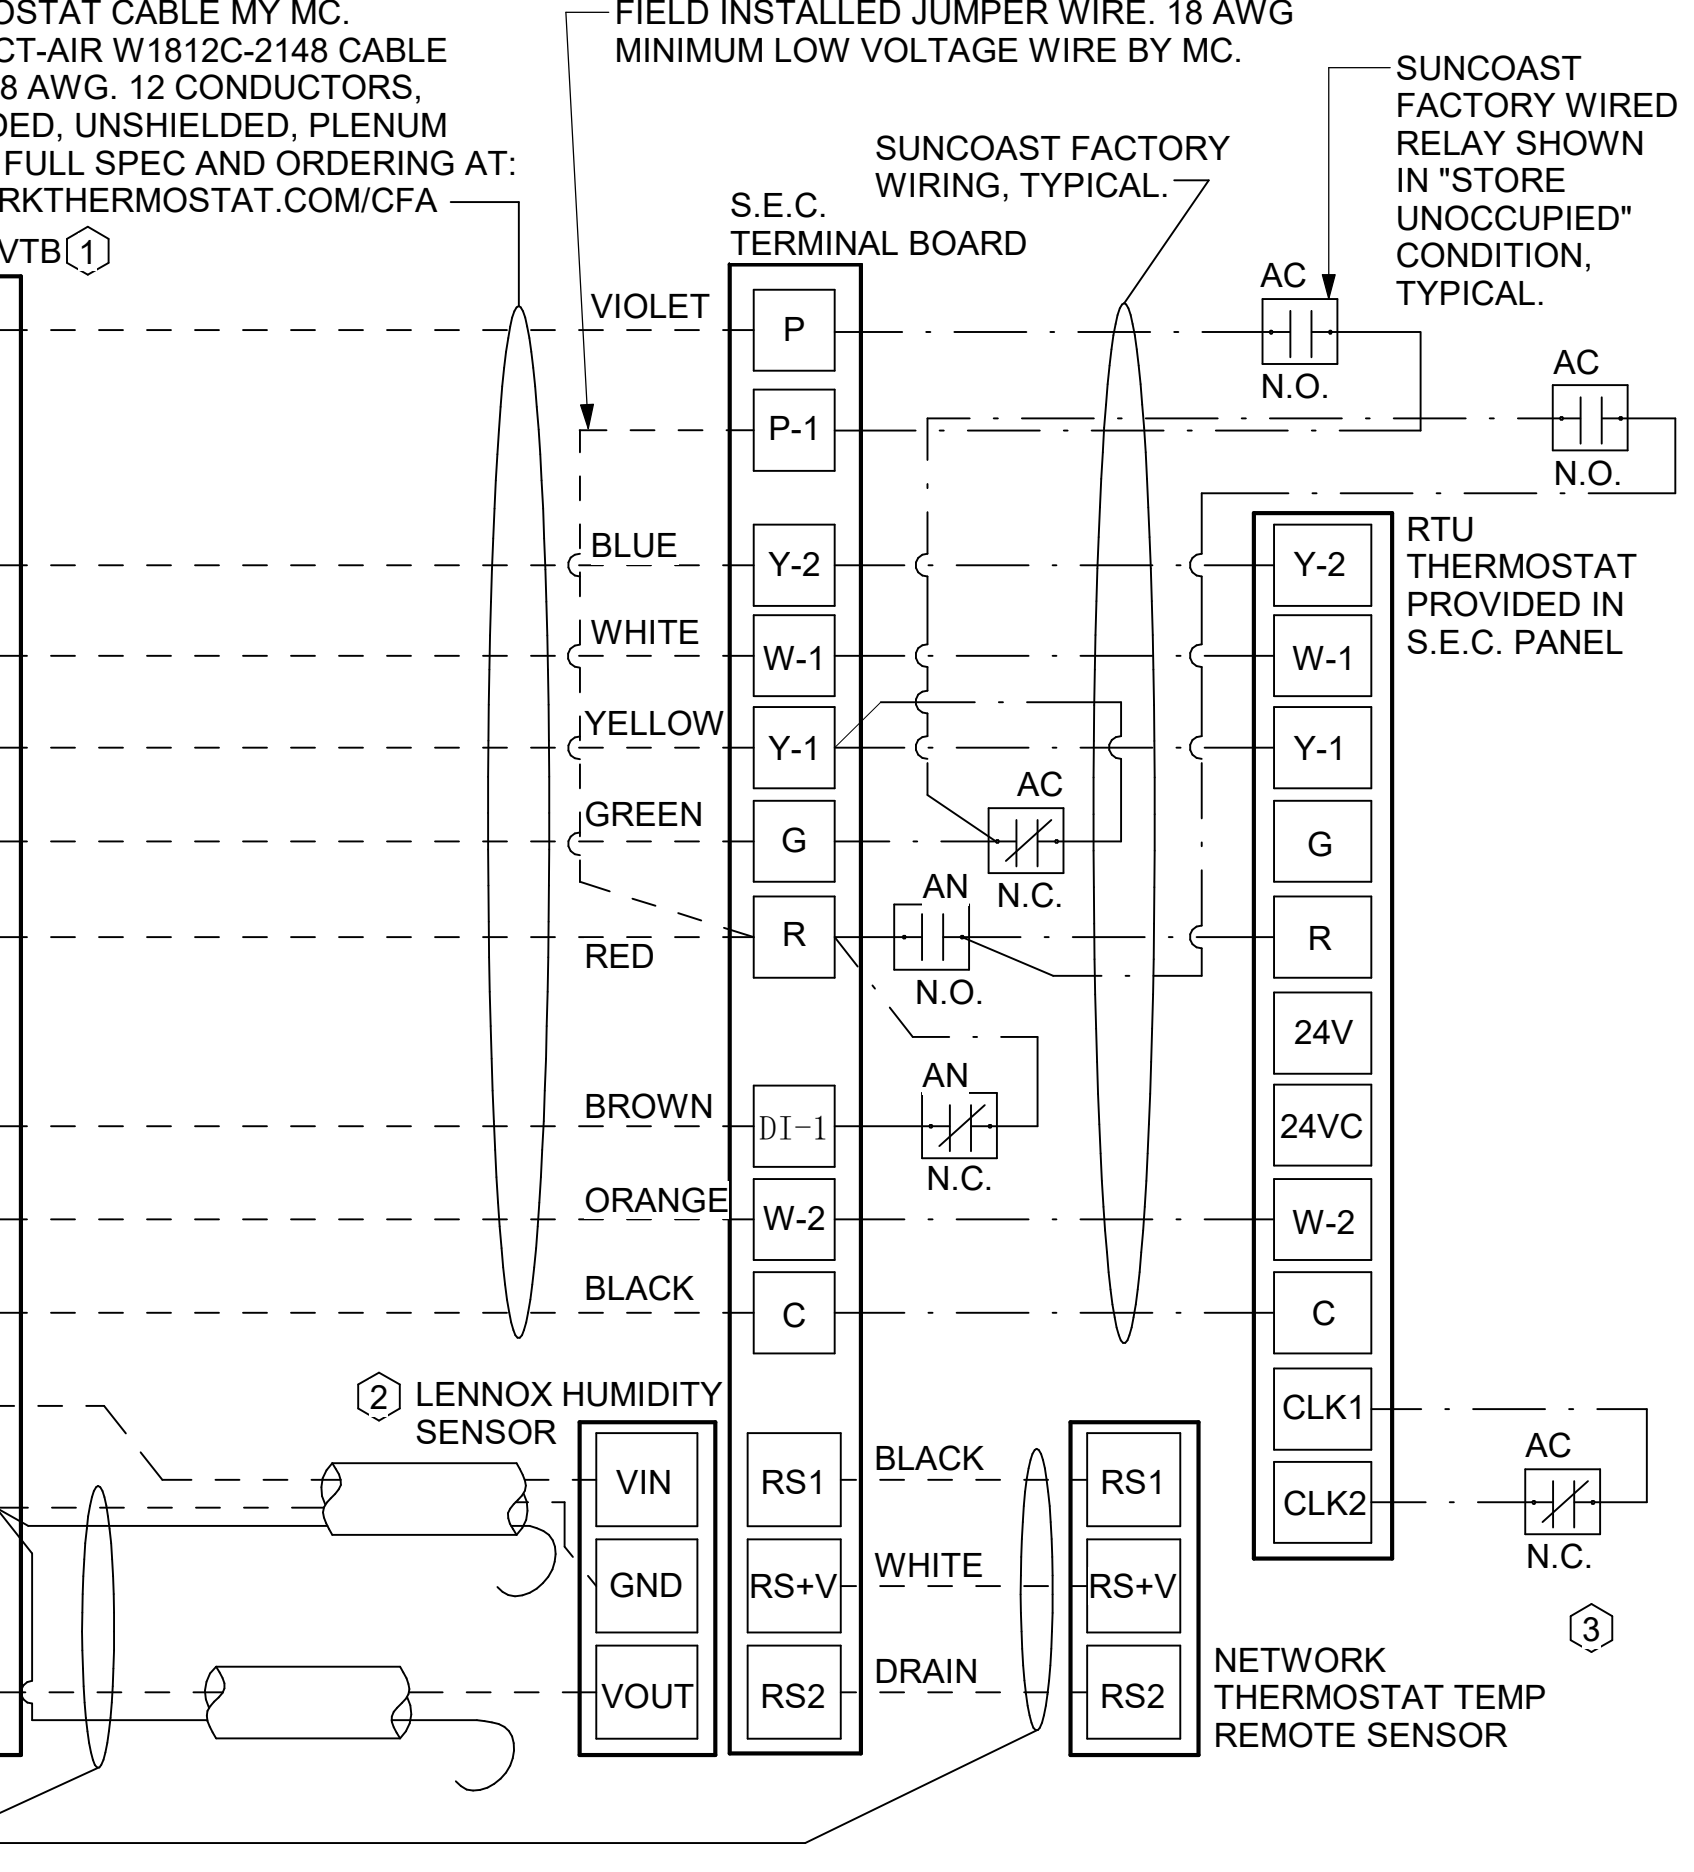 OSTAT CABLE MY MC.
CT-AIR W1812C-2148 CABLE
8 AWG. 12 CONDUCTORS,
DED, UNSHIELDED, PLENUM
FULL SPEC AND ORDERING AT:
RKTHERMOSTAT.COM/CFA
VTB 1
FIELD INSTALLED JUMPER WIRE. 18 AWG
MINIMUM LOW VOLTAGE WIRE BY MC.
SUNCOAST FACTORY
WIRING, TYPICAL.
SUNCOAST
FACTORY WIRED
RELAY SHOWN
IN "STORE
UNOCCUPIED"
CONDITION,
TYPICAL.
S.E.C.
TERMINAL BOARD
AC
N.O.
AC
N.O.
VIOLET
P
P-1
BLUE
Y-2
WHITE
W-1
YELLOW
Y-1
GREEN
G
RED
R
BROWN
DI-1
ORANGE
W-2
BLACK
C
AC
N.C.
AN
N.O.
AN
N.C.
RTU
THERMOSTAT
PROVIDED IN
S.E.C. PANEL
Y-2
W-1
Y-1
G
R
24V
24VC
W-2
C
CLK1
CLK2
AC
N.C.
3
2 LENNOX HUMIDITY
SENSOR
VIN
GND
VOUT
RS1
RS+V
RS2
BLACK
WHITE
DRAIN
RS1
RS+V
RS2
NETWORK
THERMOSTAT TEMP
REMOTE SENSOR